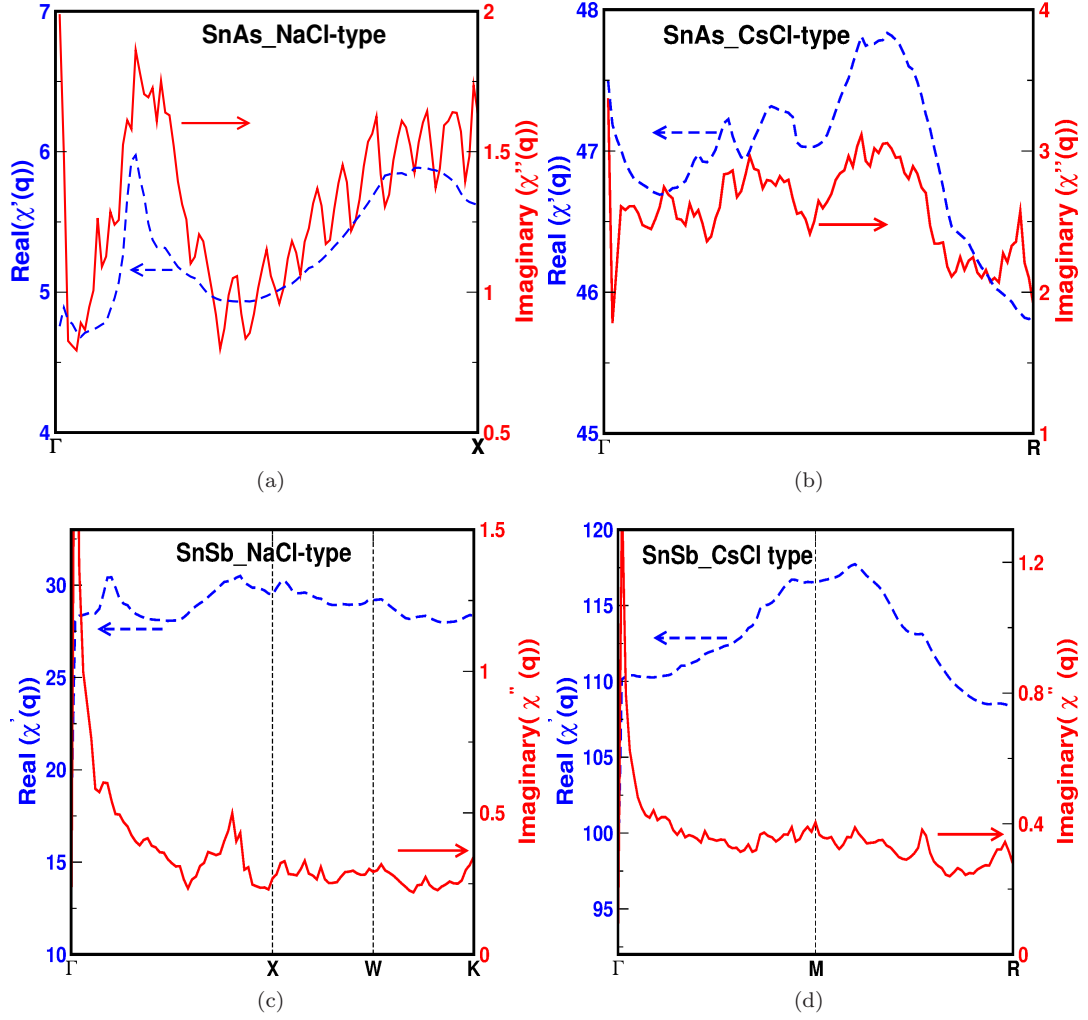 SnAs_NaCl-type
7
6
5
4
Real(χ'(q))
2
1.5
1
0.5
Imaginary (χ''(q))
Γ
X
(a)
SnAs_CsCl-type
48
47
46
45
Real (χ'(q))
4
3
2
1
Imaginary (χ''(q))
Γ
R
(b)
SnSb_NaCl-type
30
25
20
15
10
Real (χ'(q))
1.5
1
0.5
0
Imaginary( χ'' (q))
Γ
X
W
K
(c)
SnSb_CsCl type
120
115
110
105
100
95
Real (χ'(q))
1.2
0.8
0.4
0
Imaginary( χ'' (q))
Γ
M
R
(d)